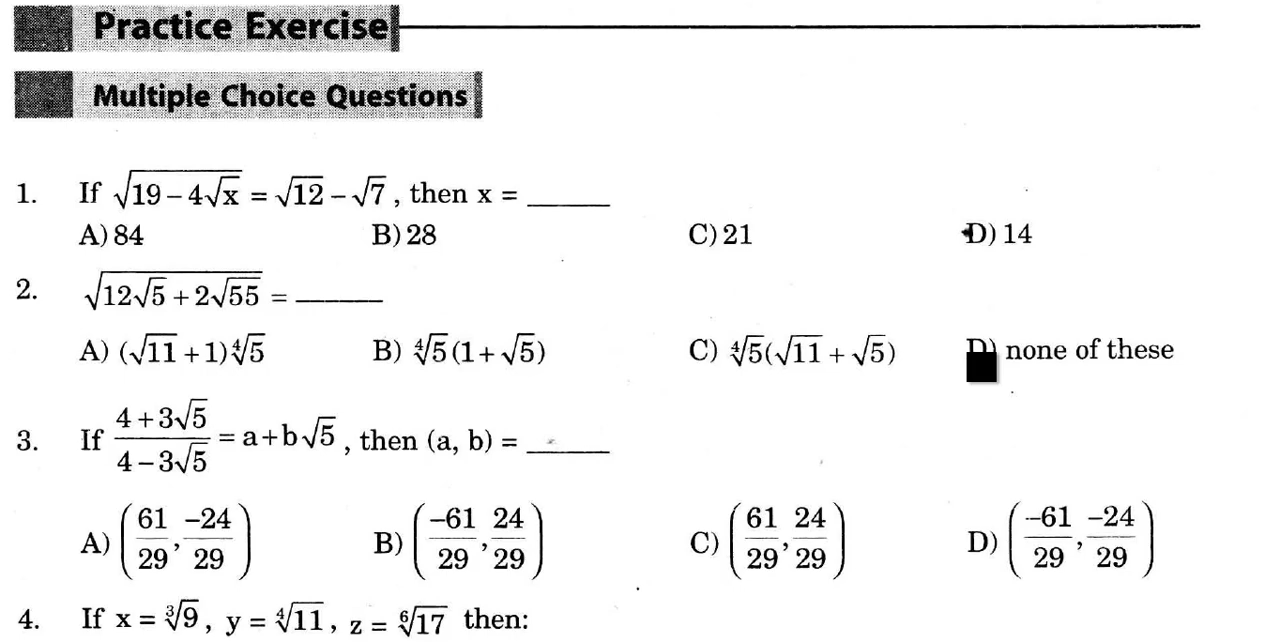 Practice Exercise
Multiple Choice Questions
1. If √(19 – 4√x) = √12 – √7 , then x = ______
A) 84 B) 28 C) 21 D) 14
2. √(12√5 + 2√55) = ______
A) (√11 + 1)∜5 B) ∜5(1 + √5) C) ∜5(√11 + √5) D) none of these
3. If (4 + 3√5)/(4 – 3√5) = a + b√5 , then (a, b) = ______
A) (61/29, –24/29) B) (–61/29, 24/29) C) (61/29, 24/29) D) (–61/29, –24/29)
4. If x = ∛9, y = ∜11, z = ⁶√17 then: